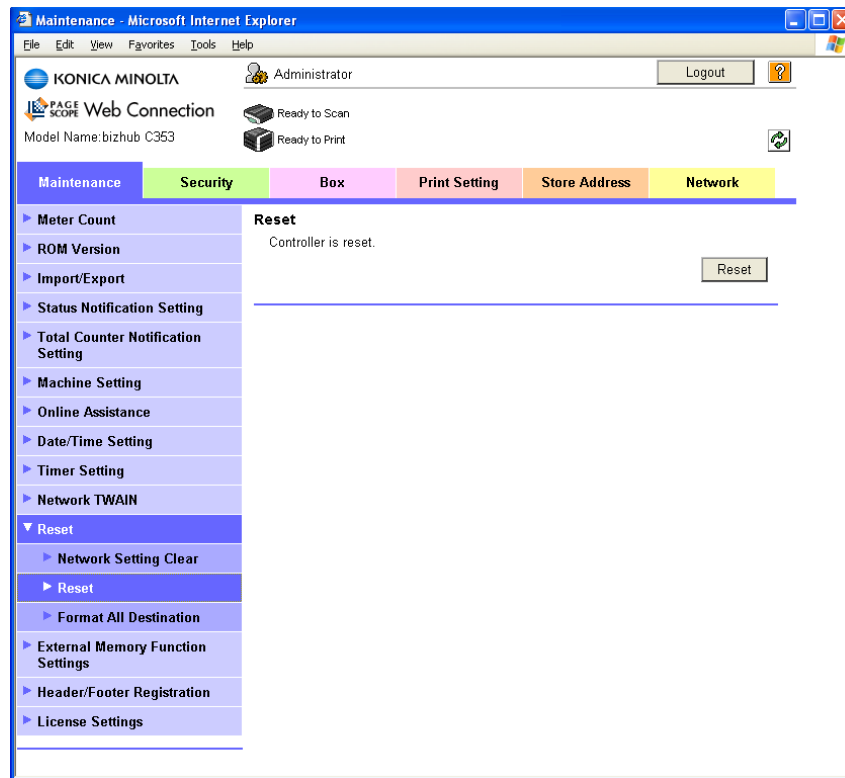 Maintenance - Microsoft Internet Explorer
File Edit View Favorites Tools Help
KONICA MINOLTA
Administrator
Logout
?
PAGE SCOPE Web Connection
Ready to Scan
Model Name:bizhub C353
Ready to Print
Maintenance Security Box Print Setting Store Address Network
Meter Count
ROM Version
Import/Export
Status Notification Setting
Total Counter Notification
Setting
Machine Setting
Online Assistance
Date/Time Setting
Timer Setting
Network TWAIN
Reset
Network Setting Clear
Reset
Format All Destination
External Memory Function
Settings
Header/Footer Registration
License Settings
Reset
Controller is reset.
Reset